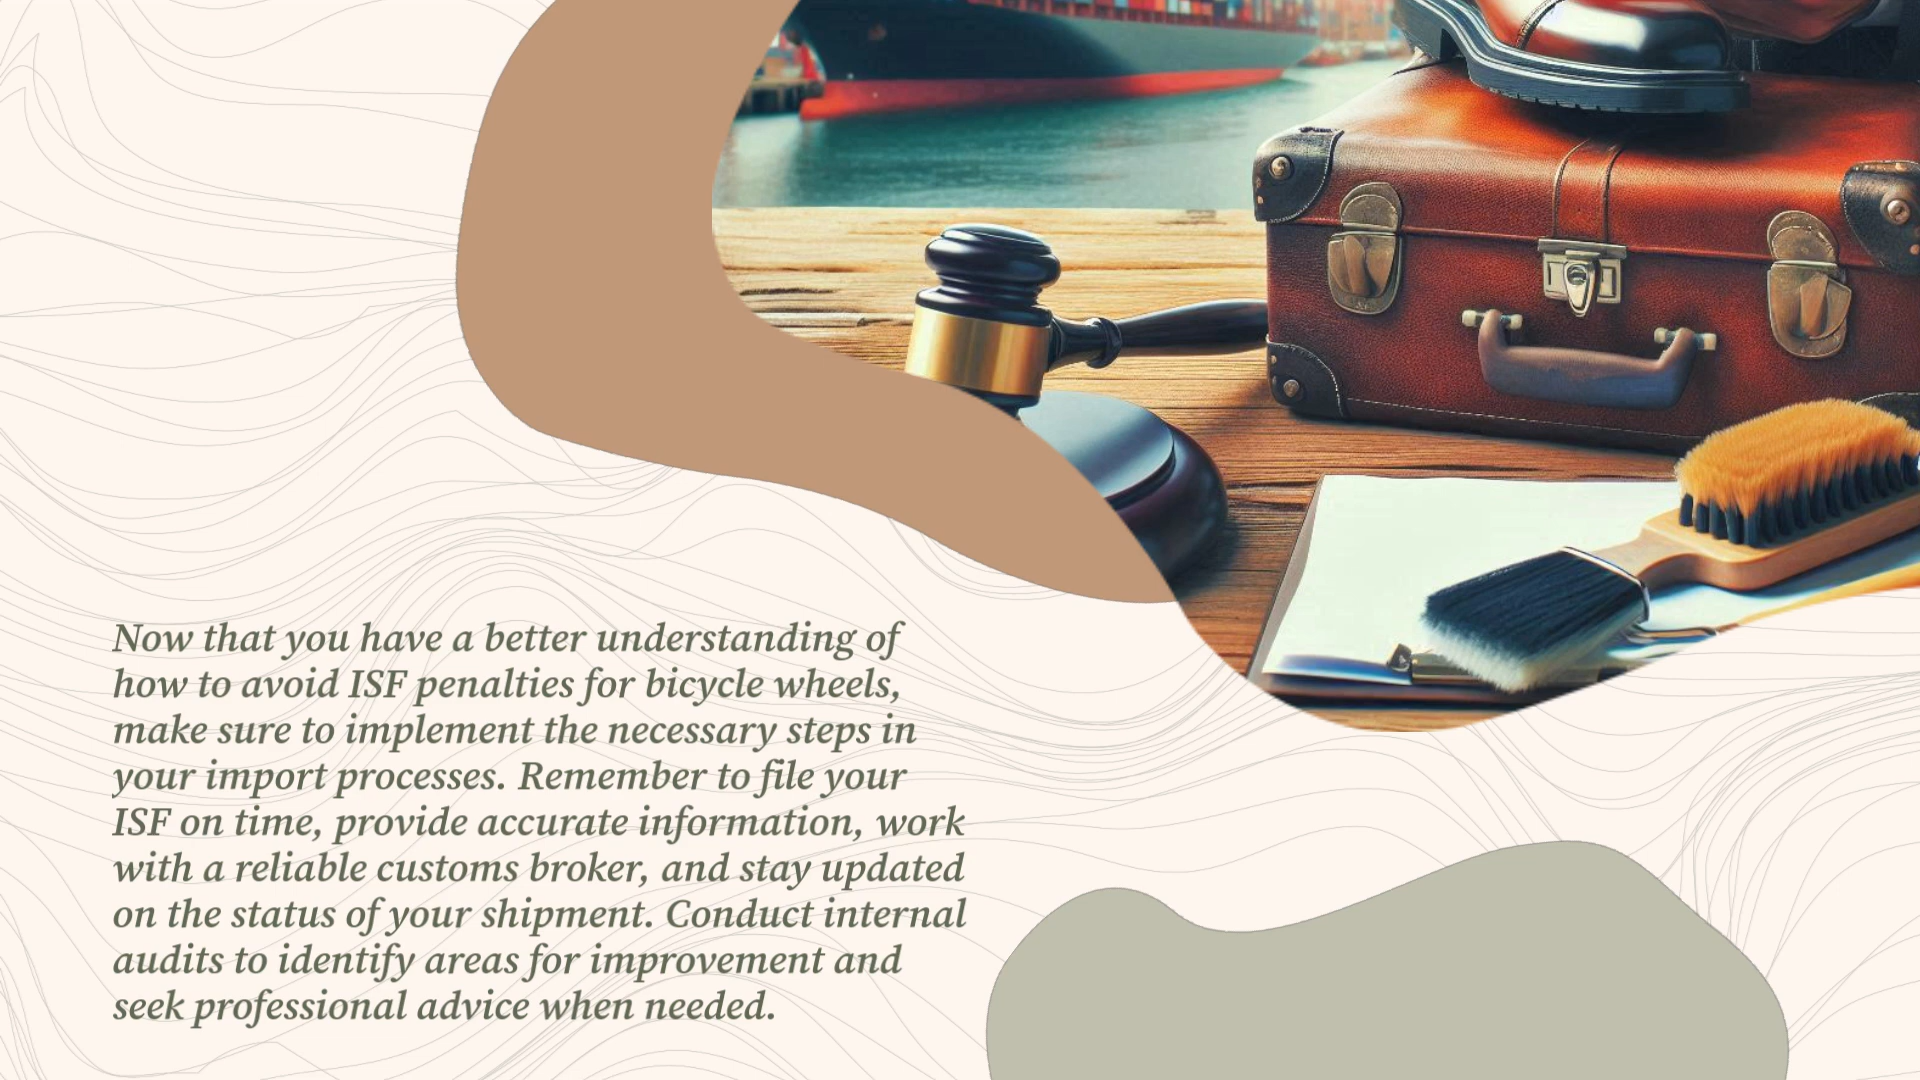 Now that you have a better understanding of
how to avoid ISF penalties for bicycle wheels,
make sure to implement the necessary steps in
your import processes. Remember to file your
ISF on time, provide accurate information, work
with a reliable customs broker, and stay updated
on the status of your shipment. Conduct internal
audits to identify areas for improvement and
seek professional advice when needed.